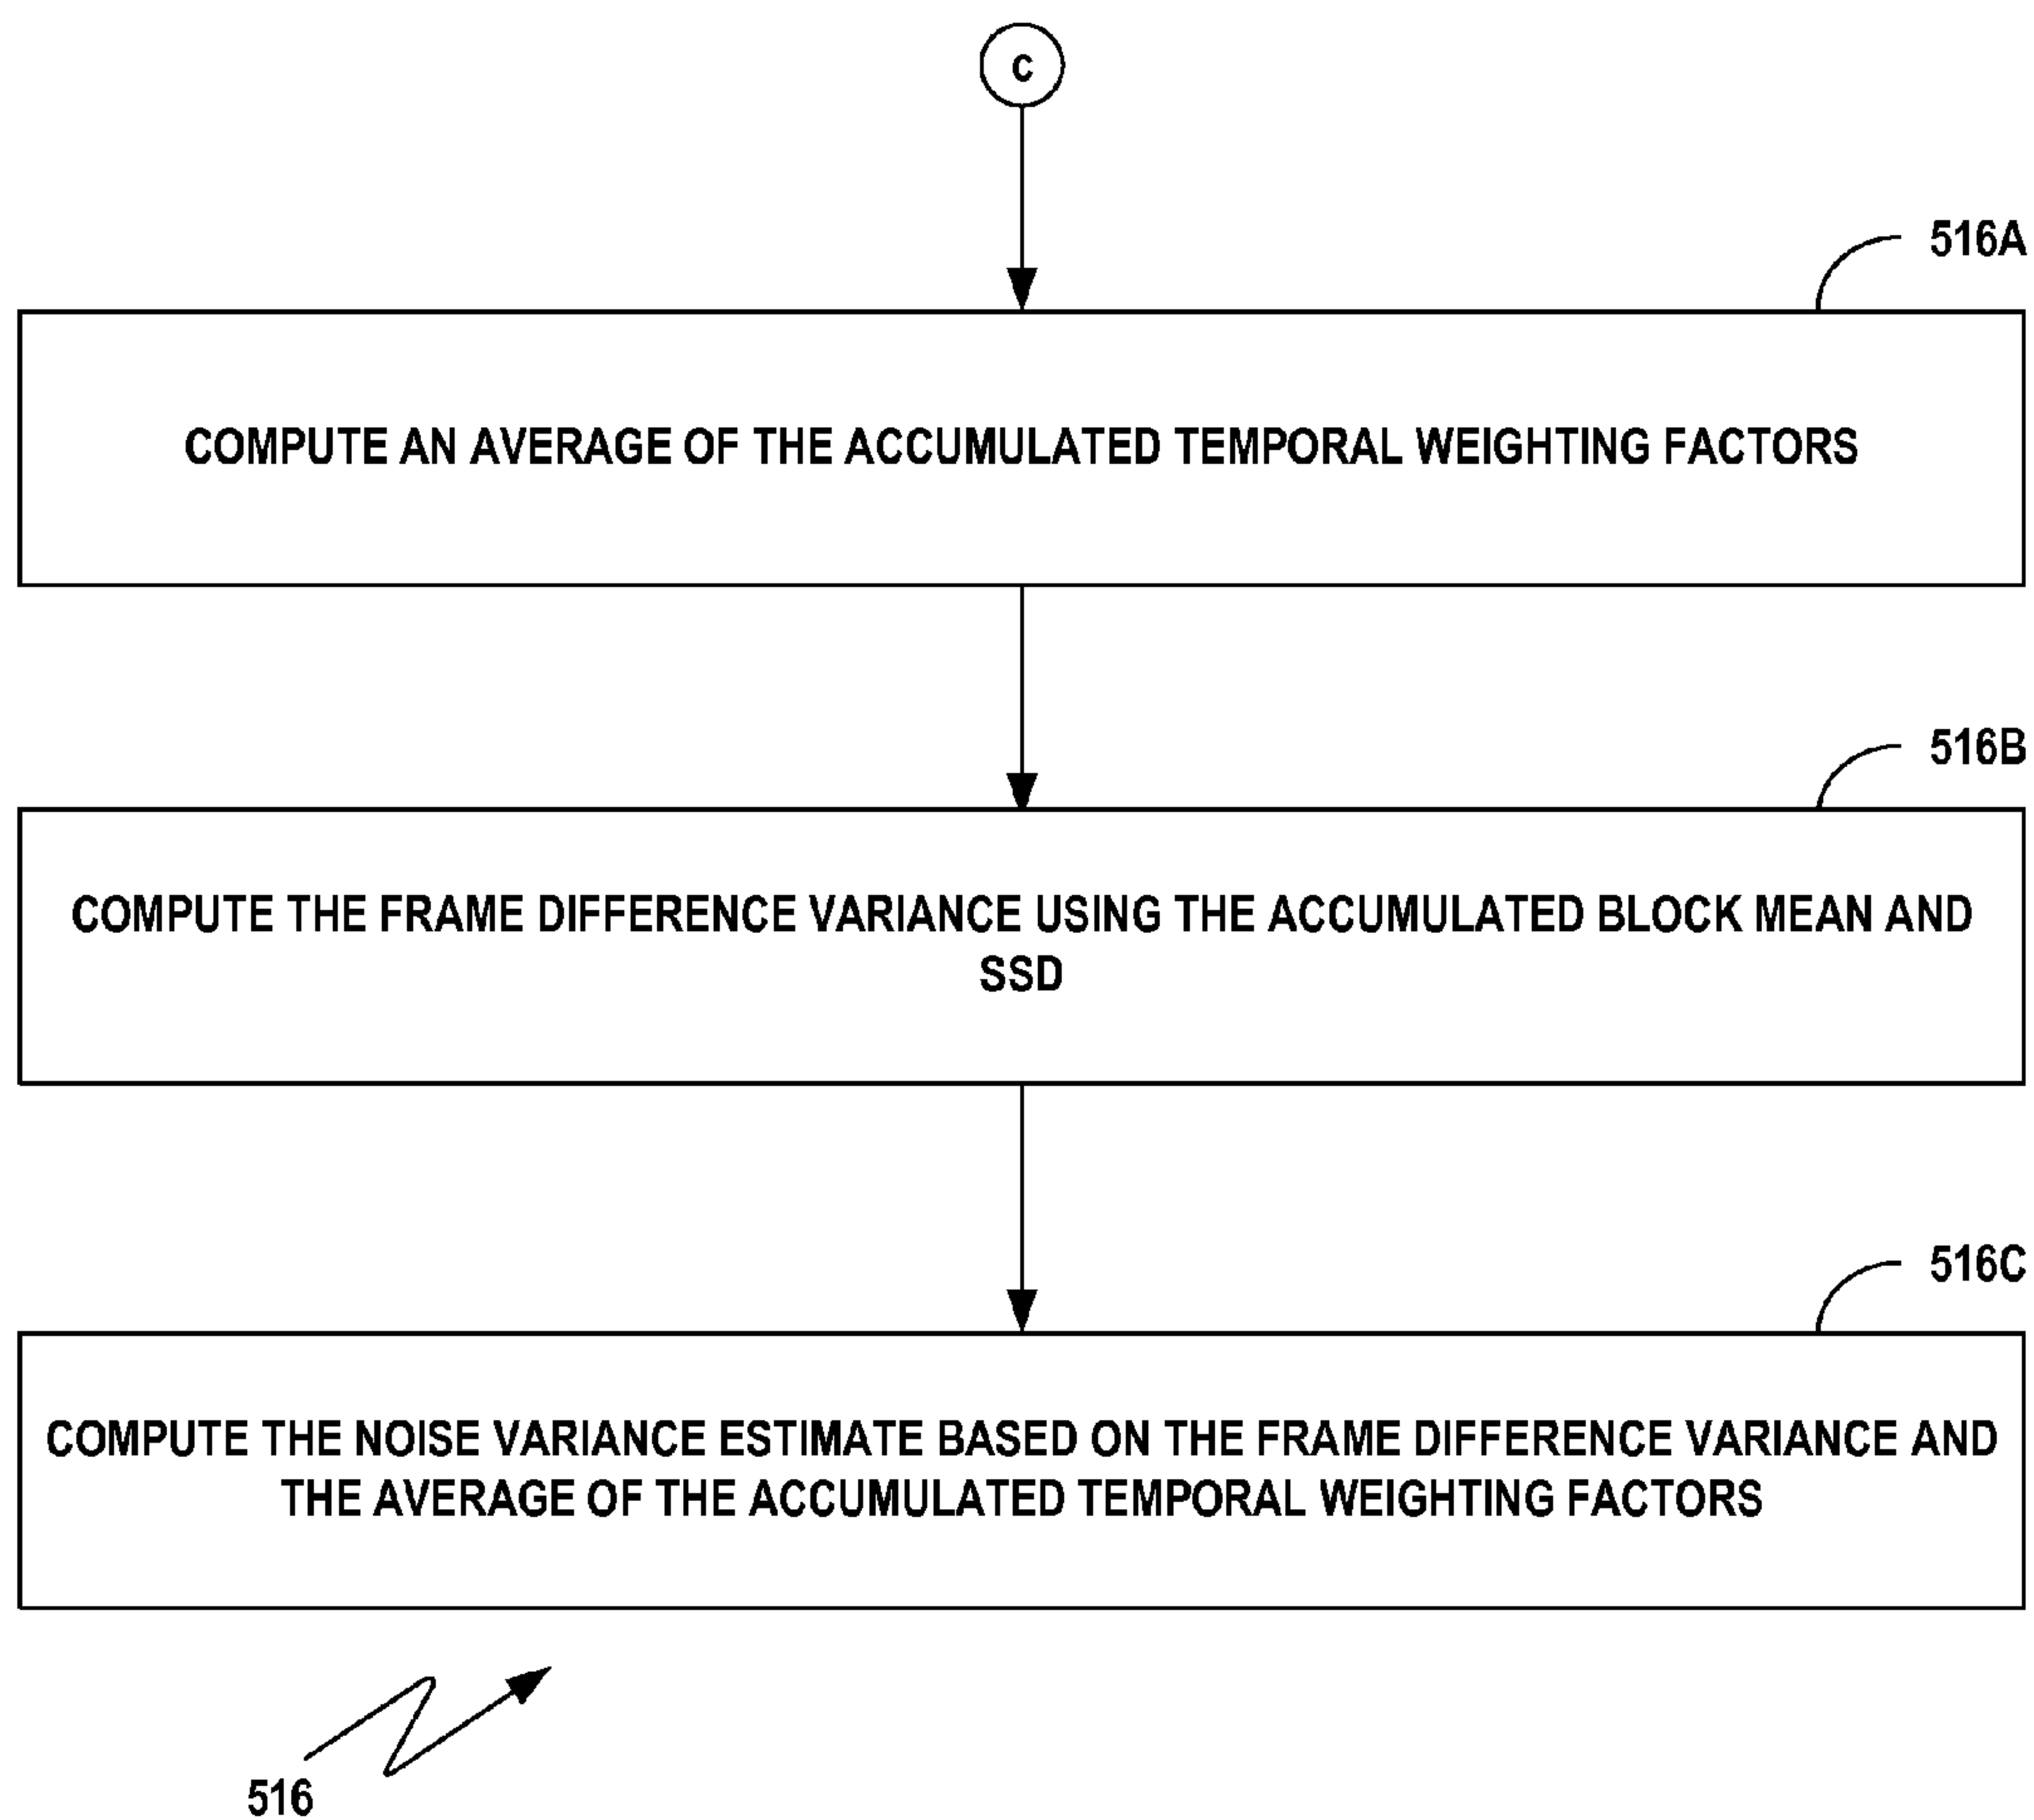 C
516A
COMPUTE AN AVERAGE OF THE ACCUMULATED TEMPORAL WEIGHTING FACTORS
516B
COMPUTE THE FRAME DIFFERENCE VARIANCE USING THE ACCUMULATED BLOCK MEAN AND
SSD
516C
COMPUTE THE NOISE VARIANCE ESTIMATE BASED ON THE FRAME DIFFERENCE VARIANCE AND
THE AVERAGE OF THE ACCUMULATED TEMPORAL WEIGHTING FACTORS
516